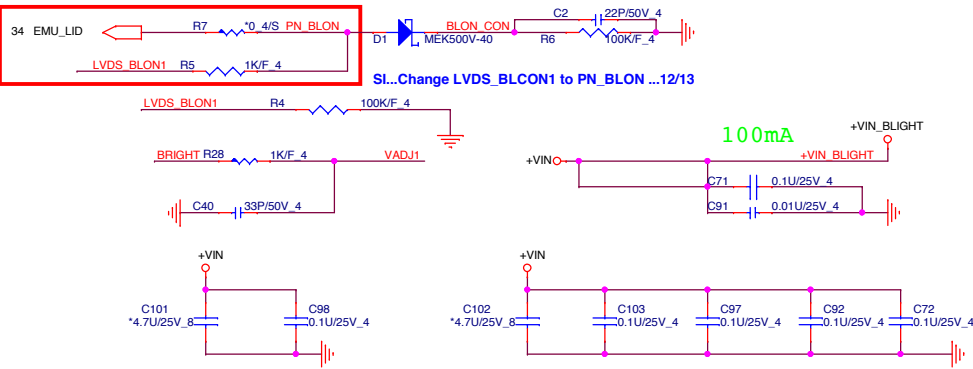 34 EMU_LID
R7 *0_4/S PN_BLON
LVDS_BLON1 R5 1K/F_4
D1 MEK500V-40
BLON_CON
C2 22P/50V_4
R6 100K/F_4
SI...Change LVDS_BLCON1 to PN_BLON ...12/13
LVDS_BLON1 R4 100K/F_4
BRIGHT R28 1K/F_4 VADJ1
C40 33P/50V_4
100mA
+VIN_BLIGHT
+VIN
+VIN_BLIGHT
C71 0.1U/25V_4
C91 0.01U/25V_4
+VIN
C101
*4.7U/25V_8
C98
0.1U/25V_4
+VIN
C102
*4.7U/25V_8
C103
0.1U/25V_4
C97
0.1U/25V_4
C92
0.1U/25V_4
C72
0.1U/25V_4